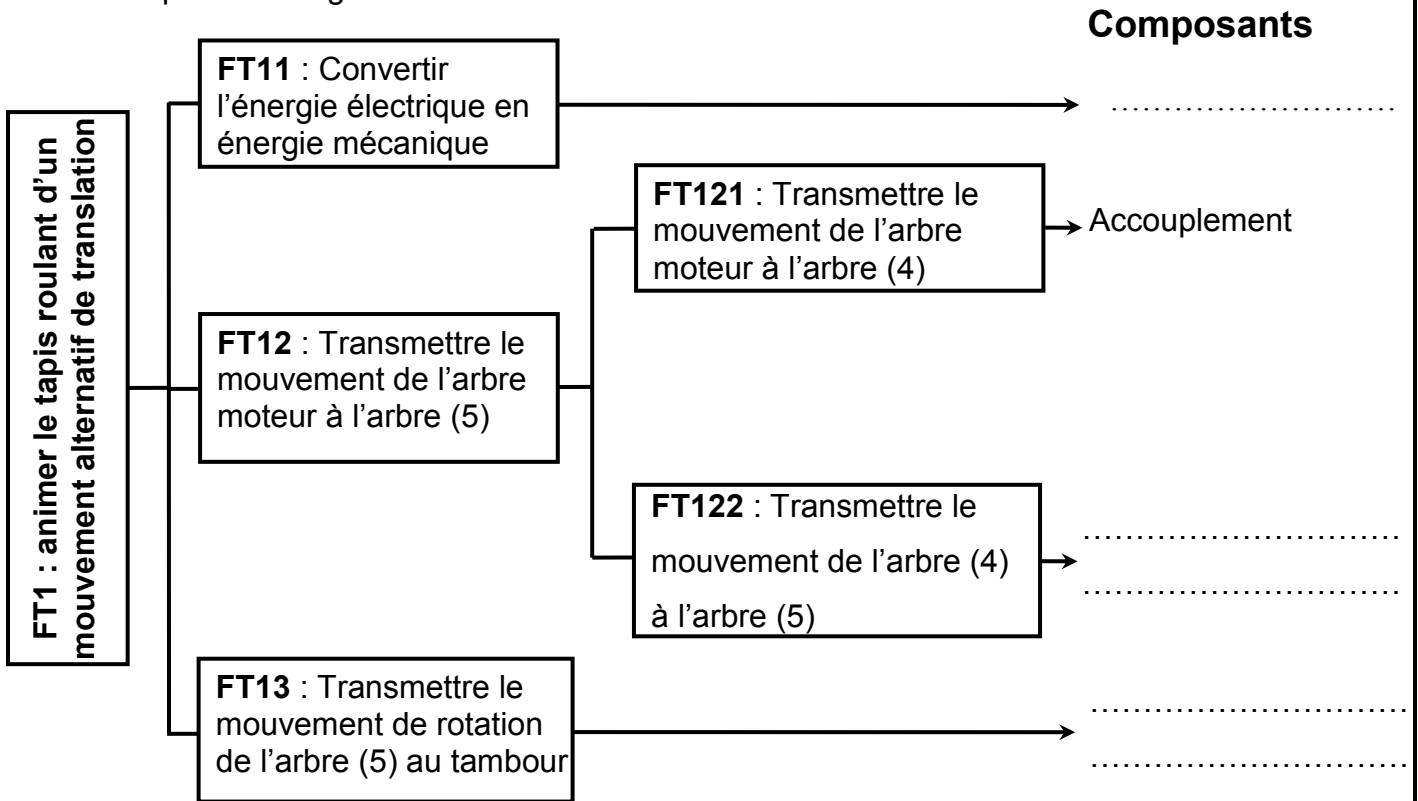 Composants
FT11 : Convertir
l’énergie électrique en
énergie mécanique
…………………….
FT1 : animer le tapis roulant d’un
mouvement alternatif de translation
FT121 : Transmettre le
mouvement de l’arbre
moteur à l’arbre (4)
Accouplement
FT12 : Transmettre le
mouvement de l’arbre
moteur à l’arbre (5)
FT122 : Transmettre le
mouvement de l’arbre (4)
à l’arbre (5)
……………………….
……………………….
FT13 : Transmettre le
mouvement de rotation
de l’arbre (5) au tambour
……………………….
……………………….